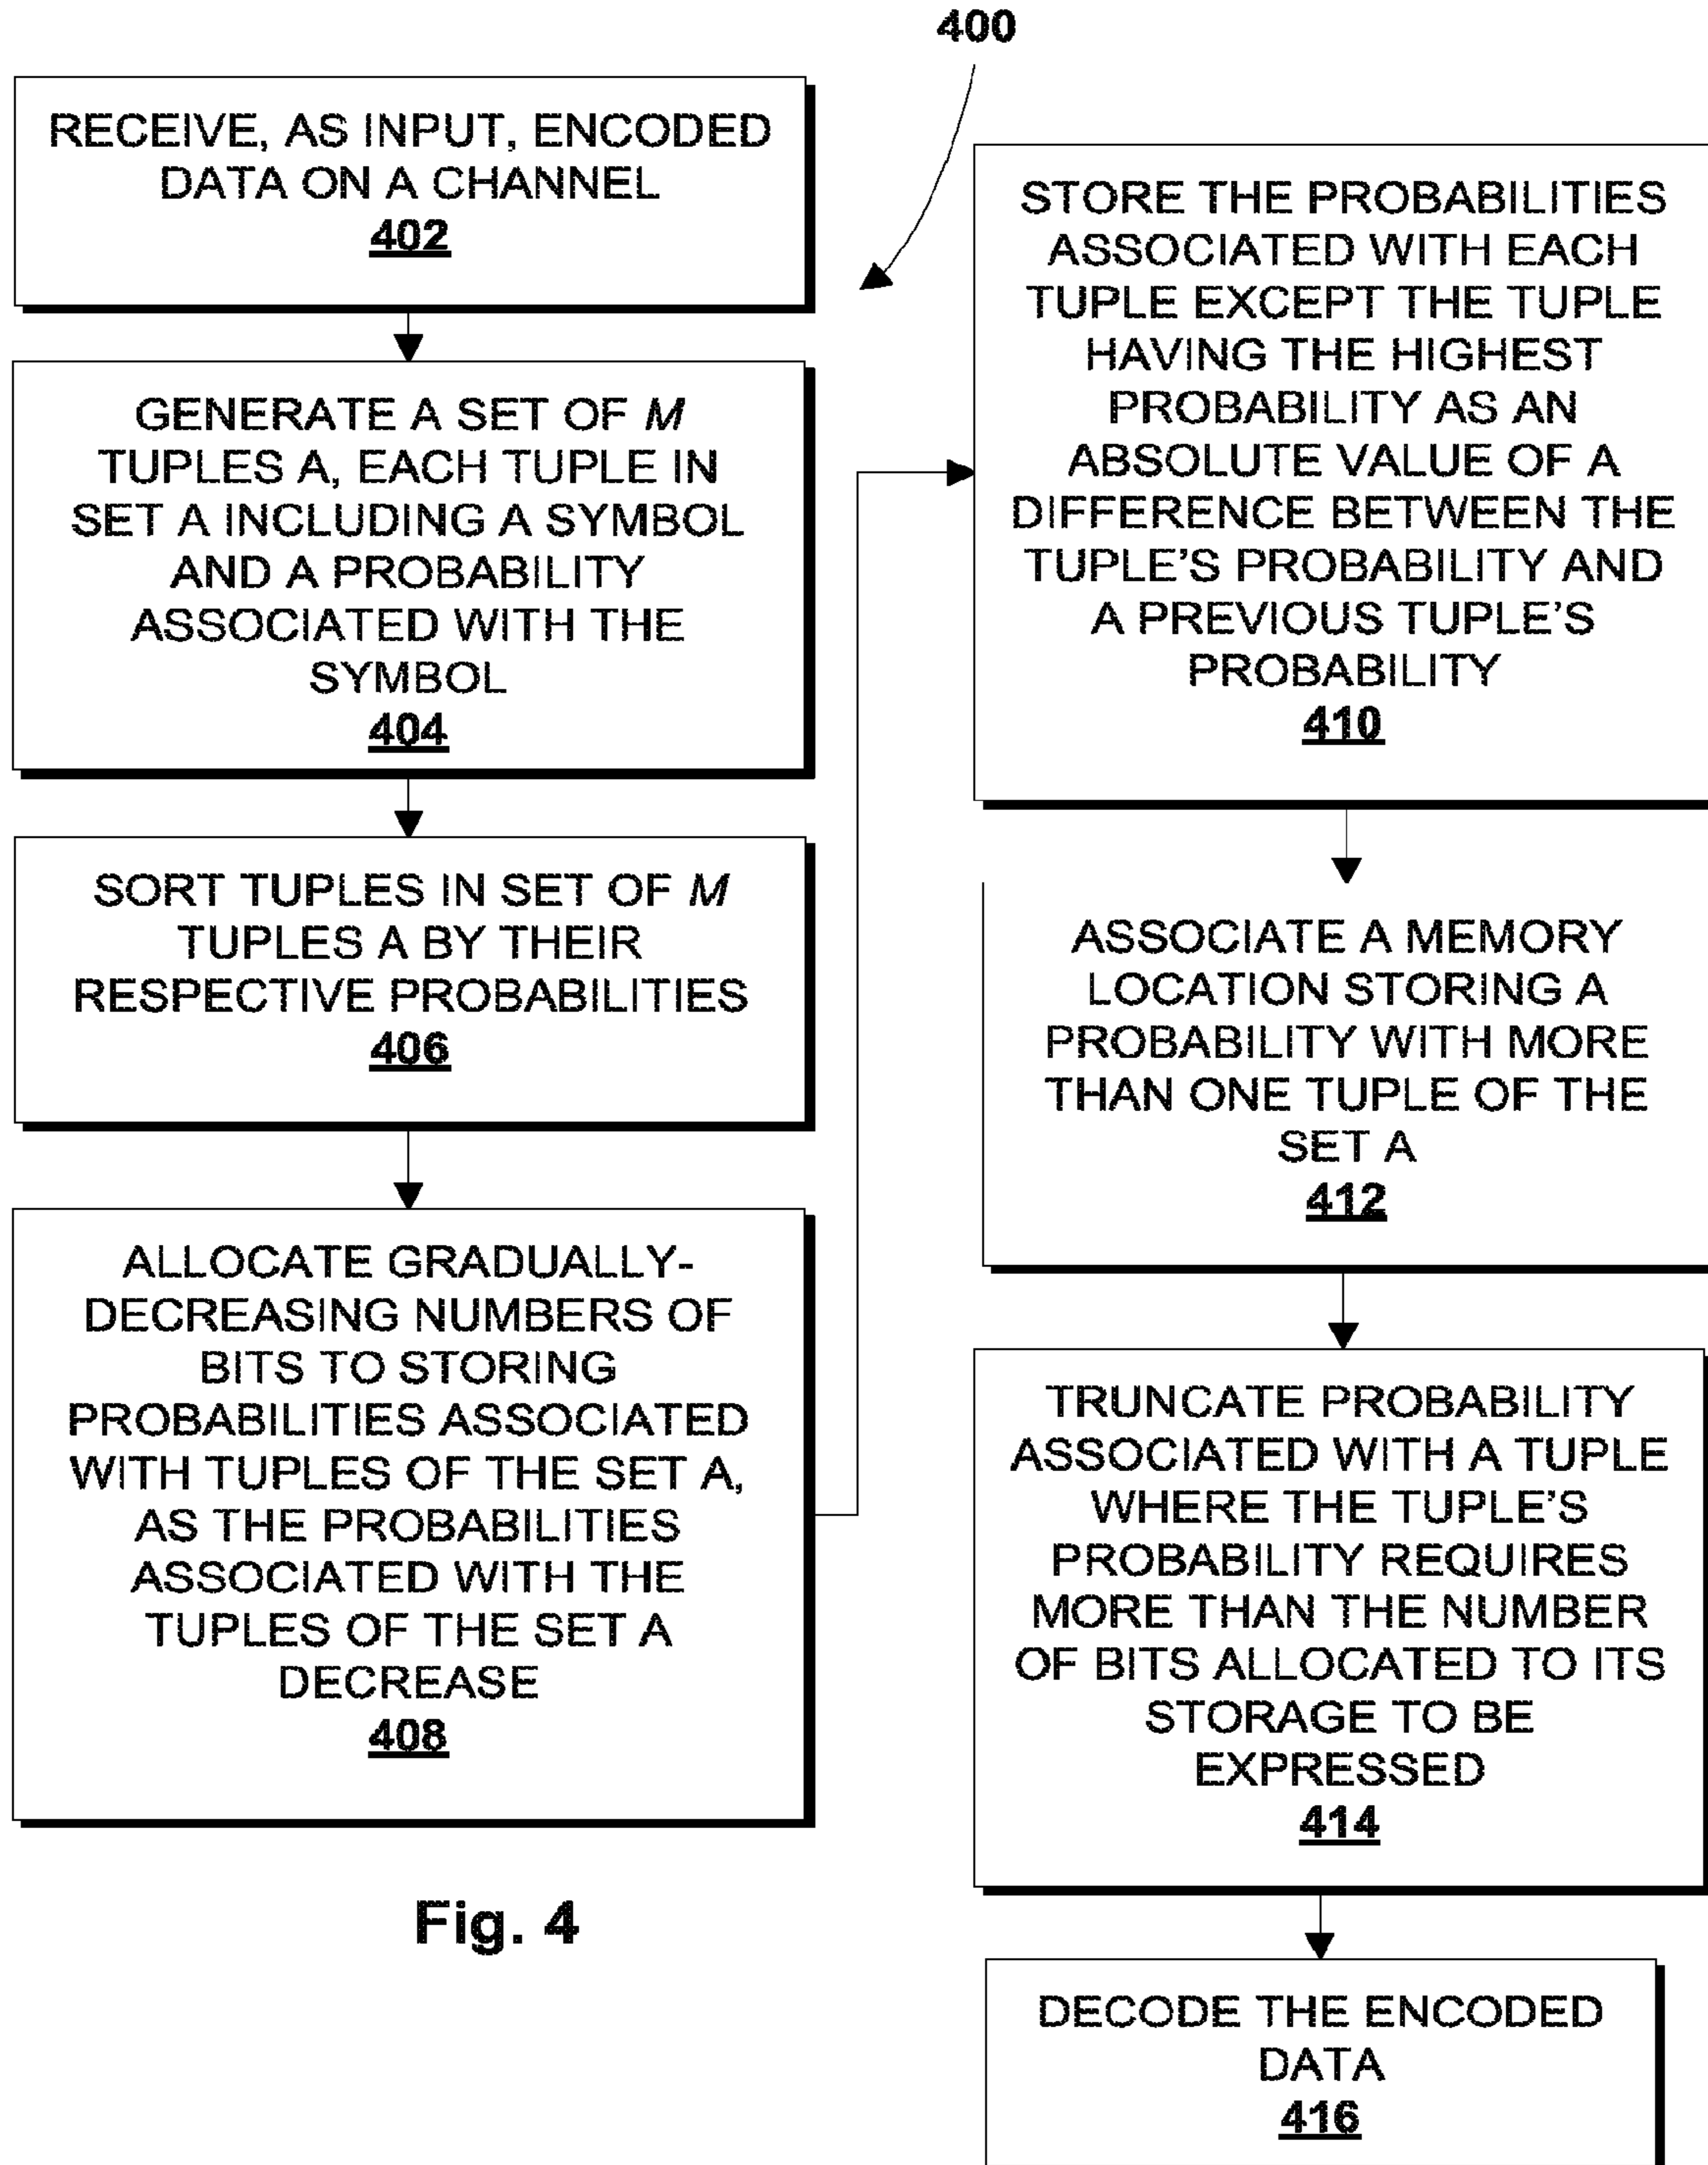 400
RECEIVE, AS INPUT, ENCODED
DATA ON A CHANNEL
402
GENERATE A SET OF M
TUPLES A, EACH TUPLE IN
SET A INCLUDING A SYMBOL
AND A PROBABILITY
ASSOCIATED WITH THE
SYMBOL
404
SORT TUPLES IN SET OF M
TUPLES A BY THEIR
RESPECTIVE PROBABILITIES
406
ALLOCATE GRADUALLY-
DECREASING NUMBERS OF
BITS TO STORING
PROBABILITIES ASSOCIATED
WITH TUPLES OF THE SET A,
AS THE PROBABILITIES
ASSOCIATED WITH THE
TUPLES OF THE SET A
DECREASE
408
STORE THE PROBABILITIES
ASSOCIATED WITH EACH
TUPLE EXCEPT THE TUPLE
HAVING THE HIGHEST
PROBABILITY AS AN
ABSOLUTE VALUE OF A
DIFFERENCE BETWEEN THE
TUPLE'S PROBABILITY AND
A PREVIOUS TUPLE'S
PROBABILITY
410
ASSOCIATE A MEMORY
LOCATION STORING A
PROBABILITY WITH MORE
THAN ONE TUPLE OF THE
SET A
412
TRUNCATE PROBABILITY
ASSOCIATED WITH A TUPLE
WHERE THE TUPLE'S
PROBABILITY REQUIRES
MORE THAN THE NUMBER
OF BITS ALLOCATED TO ITS
STORAGE TO BE
EXPRESSED
414
DECODE THE ENCODED
DATA
416
Fig. 4